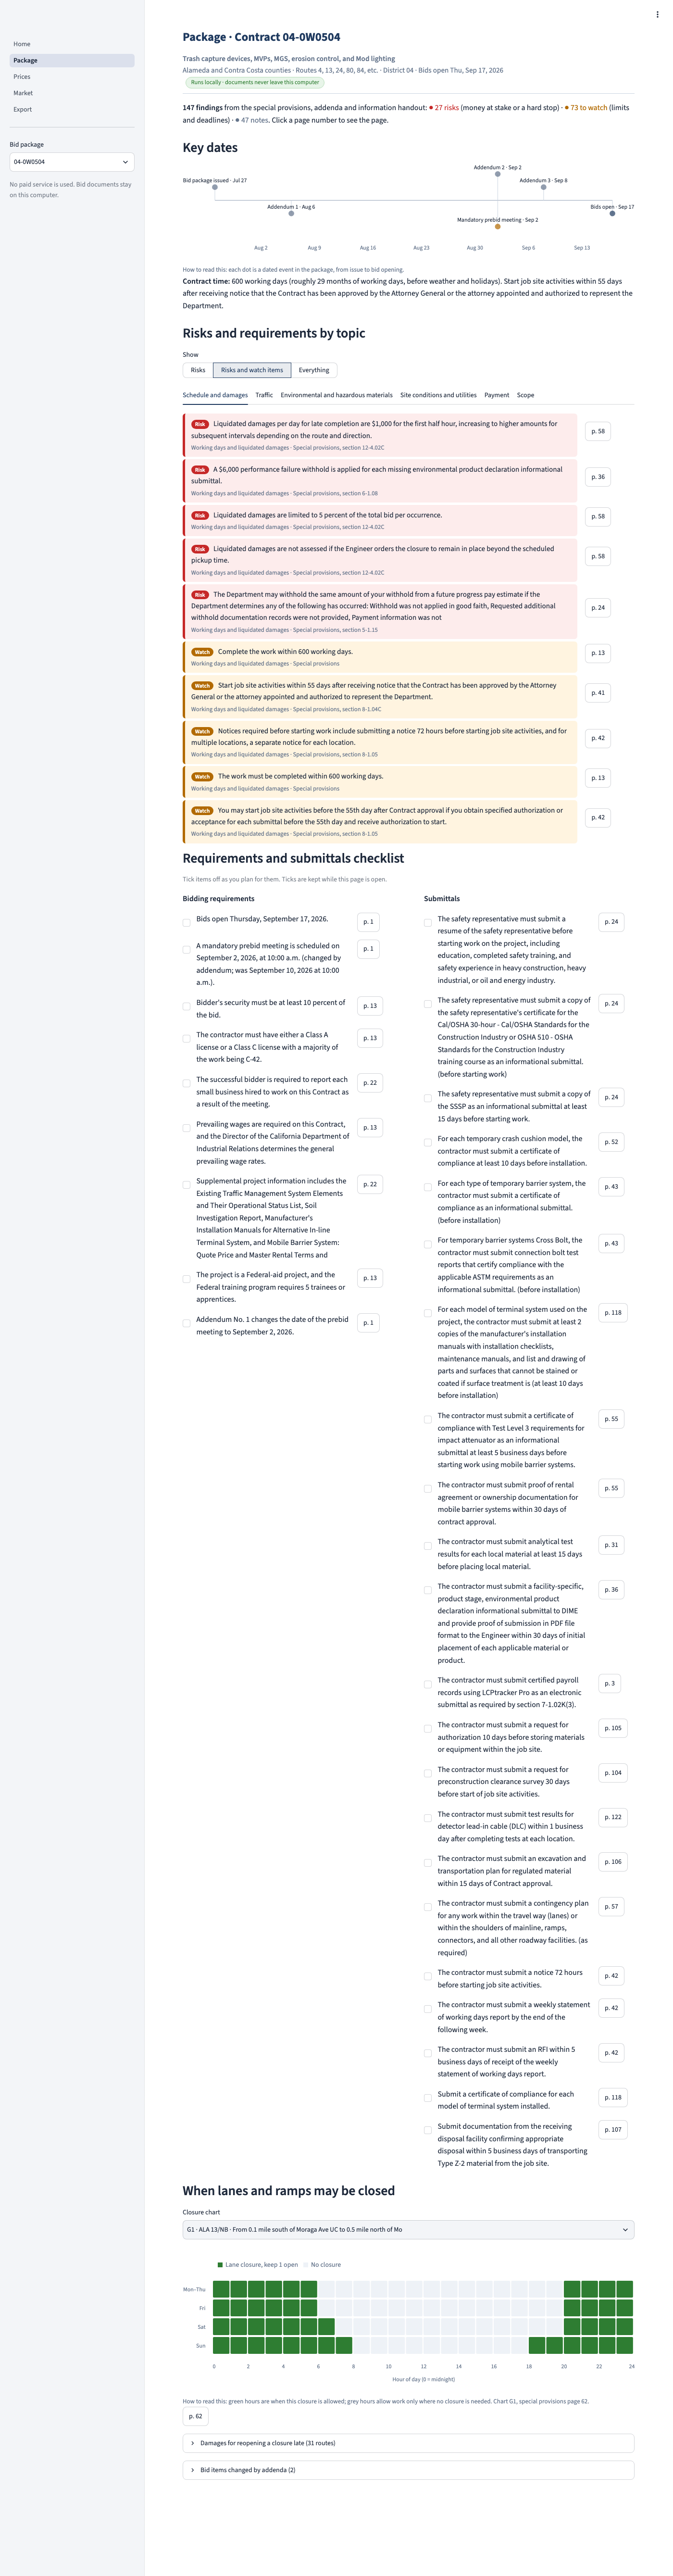 Home
Package
Prices
Market
Export
Bid package
04-0W0504
No paid service is used. Bid documents stay
on this computer.
Package · Contract 04-0W0504
Trash capture devices, MVPs, MGS, erosion control, and Mod lighting
Alameda and Contra Costa counties · Routes 4, 13, 24, 80, 84, etc. · District 04 · Bids open Thu, Sep 17, 2026
Runs locally · documents never leave this computer
147 findings from the special provisions, addenda and information handout: ● 27 risks (money at stake or a hard stop) · ● 73 to watch (limits
and deadlines) · ● 47 notes. Click a page number to see the page.
Key dates
Addendum 2 · Sep 2
Bid package issued · Jul 27
Addendum 3 · Sep 8
Addendum 1 · Aug 6
Bids open · Sep 17
Mandatory prebid meeting · Sep 2
Aug 2
Aug 9
Aug 16
Aug 23
Aug 30
Sep 6
Sep 13
How to read this: each dot is a dated event in the package, from issue to bid opening.
Contract time: 600 working days (roughly 29 months of working days, before weather and holidays). Start job site activities within 55 days
after receiving notice that the Contract has been approved by the Attorney General or the attorney appointed and authorized to represent the
Department.
Risks and requirements by topic
Show
Risks
Risks and watch items
Everything
Schedule and damages
Traffic
Environmental and hazardous materials
Site conditions and utilities
Payment
Scope
Risk Liquidated damages per day for late completion are $1,000 for the first half hour, increasing to higher amounts for
subsequent intervals depending on the route and direction.
Working days and liquidated damages · Special provisions, section 12-4.02C
p. 58
Risk A $6,000 performance failure withhold is applied for each missing environmental product declaration informational
submittal.
Working days and liquidated damages · Special provisions, section 6-1.08
p. 36
Risk Liquidated damages are limited to 5 percent of the total bid per occurrence.
Working days and liquidated damages · Special provisions, section 12-4.02C
p. 58
Risk Liquidated damages are not assessed if the Engineer orders the closure to remain in place beyond the scheduled
pickup time.
Working days and liquidated damages · Special provisions, section 12-4.02C
p. 58
Risk The Department may withhold the same amount of your withhold from a future progress pay estimate if the
Department determines any of the following has occurred: Withhold was not applied in good faith, Requested additional
withhold documentation records were not provided, Payment information was not
Working days and liquidated damages · Special provisions, section 5-1.15
p. 24
Watch Complete the work within 600 working days.
Working days and liquidated damages · Special provisions
p. 13
Watch Start job site activities within 55 days after receiving notice that the Contract has been approved by the Attorney
General or the attorney appointed and authorized to represent the Department.
Working days and liquidated damages · Special provisions, section 8-1.04C
p. 41
Watch Notices required before starting work include submitting a notice 72 hours before starting job site activities, and for
multiple locations, a separate notice for each location.
Working days and liquidated damages · Special provisions, section 8-1.05
p. 42
Watch The work must be completed within 600 working days.
Working days and liquidated damages · Special provisions
p. 13
Watch You may start job site activities before the 55th day after Contract approval if you obtain specified authorization or
acceptance for each submittal before the 55th day and receive authorization to start.
Working days and liquidated damages · Special provisions, section 8-1.05
p. 42
Requirements and submittals checklist
Tick items off as you plan for them. Ticks are kept while this page is open.
Bidding requirements
Bids open Thursday, September 17, 2026.
p. 1
A mandatory prebid meeting is scheduled on
September 2, 2026, at 10:00 a.m. (changed by
addendum; was September 10, 2026 at 10:00
a.m.).
p. 1
Bidder's security must be at least 10 percent of
the bid.
p. 13
The contractor must have either a Class A
license or a Class C license with a majority of
the work being C-42.
p. 13
The successful bidder is required to report each
small business hired to work on this Contract as
a result of the meeting.
p. 22
Prevailing wages are required on this Contract,
and the Director of the California Department of
Industrial Relations determines the general
prevailing wage rates.
p. 13
Supplemental project information includes the
Existing Traffic Management System Elements
and Their Operational Status List, Soil
Investigation Report, Manufacturer's
Installation Manuals for Alternative In-line
Terminal System, and Mobile Barrier System:
Quote Price and Master Rental Terms and
p. 22
The project is a Federal-aid project, and the
Federal training program requires 5 trainees or
apprentices.
p. 13
Addendum No. 1 changes the date of the prebid
meeting to September 2, 2026.
p. 1
Submittals
The safety representative must submit a
resume of the safety representative before
starting work on the project, including
education, completed safety training, and
safety experience in heavy construction, heavy
industrial, or oil and energy industry.
p. 24
The safety representative must submit a copy of
the safety representative's certificate for the
Cal/OSHA 30-hour - Cal/OSHA Standards for the
Construction Industry or OSHA 510 - OSHA
Standards for the Construction Industry
training course as an informational submittal.
(before starting work)
p. 24
The safety representative must submit a copy of
the SSSP as an informational submittal at least
15 days before starting work.
p. 24
For each temporary crash cushion model, the
contractor must submit a certificate of
compliance at least 10 days before installation.
p. 52
For each type of temporary barrier system, the
contractor must submit a certificate of
compliance as an informational submittal.
(before installation)
p. 43
For temporary barrier systems Cross Bolt, the
contractor must submit connection bolt test
reports that certify compliance with the
applicable ASTM requirements as an
informational submittal. (before installation)
p. 43
For each model of terminal system used on the
project, the contractor must submit at least 2
copies of the manufacturer's installation
manuals with installation checklists,
maintenance manuals, and list and drawing of
parts and surfaces that cannot be stained or
coated if surface treatment is (at least 10 days
before installation)
p. 118
The contractor must submit a certificate of
compliance with Test Level 3 requirements for
impact attenuator as an informational
submittal at least 5 business days before
starting work using mobile barrier systems.
p. 55
The contractor must submit proof of rental
agreement or ownership documentation for
mobile barrier systems within 30 days of
contract approval.
p. 55
The contractor must submit analytical test
results for each local material at least 15 days
before placing local material.
p. 31
The contractor must submit a facility-specific,
product stage, environmental product
declaration informational submittal to DIME
and provide proof of submission in PDF file
format to the Engineer within 30 days of initial
placement of each applicable material or
product.
p. 36
The contractor must submit certified payroll
records using LCPtracker Pro as an electronic
submittal as required by section 7-1.02K(3).
p. 3
The contractor must submit a request for
authorization 10 days before storing materials
or equipment within the job site.
p. 105
The contractor must submit a request for
preconstruction clearance survey 30 days
before start of job site activities.
p. 104
The contractor must submit test results for
detector lead-in cable (DLC) within 1 business
day after completing tests at each location.
p. 122
The contractor must submit an excavation and
transportation plan for regulated material
within 15 days of Contract approval.
p. 106
The contractor must submit a contingency plan
for any work within the travel way (lanes) or
within the shoulders of mainline, ramps,
connectors, and all other roadway facilities. (as
required)
p. 57
The contractor must submit a notice 72 hours
before starting job site activities.
p. 42
The contractor must submit a weekly statement
of working days report by the end of the
following week.
p. 42
The contractor must submit an RFI within 5
business days of receipt of the weekly
statement of working days report.
p. 42
Submit a certificate of compliance for each
model of terminal system installed.
p. 118
Submit documentation from the receiving
disposal facility confirming appropriate
disposal within 5 business days of transporting
Type Z-2 material from the job site.
p. 107
When lanes and ramps may be closed
Closure chart
G1 · ALA 13/NB · From 0.1 mile south of Moraga Ave UC to 0.5 mile north of Mo
Lane closure, keep 1 open
No closure
Mon–Thu
Fri
Sat
Sun
0
2
4
6
8
10
12
14
16
18
20
22
24
Hour of day (0 = midnight)
How to read this: green hours are when this closure is allowed; grey hours allow work only where no closure is needed. Chart G1, special provisions page 62.
p. 62
Damages for reopening a closure late (31 routes)
Bid items changed by addenda (2)